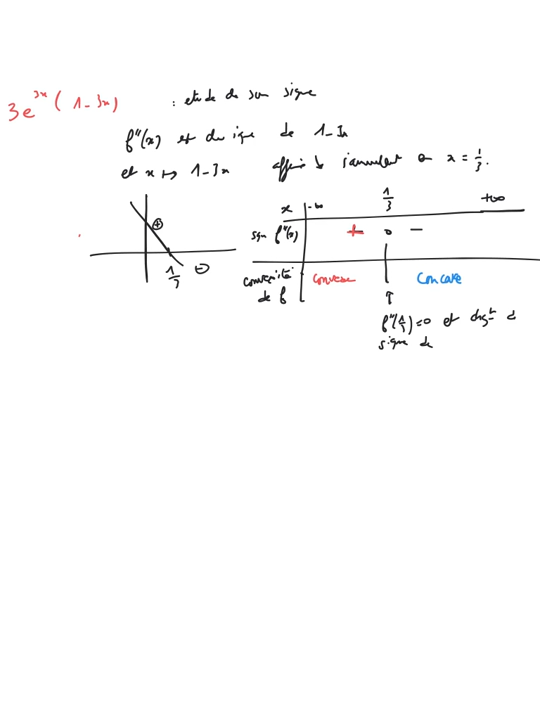 3e^3x (1-3x) : etude de son signe
f"(x) est du signe de 1-3x
et x ↦ 1-3x affine s'annulant en x = 1/3.
⊕
1/3 ⊖
x -∞ 1/3 +∞
sgn f"(x) + 0 -
convexité de f convexe concave
↑
f"(1/3)=0 et chgt de
signe de